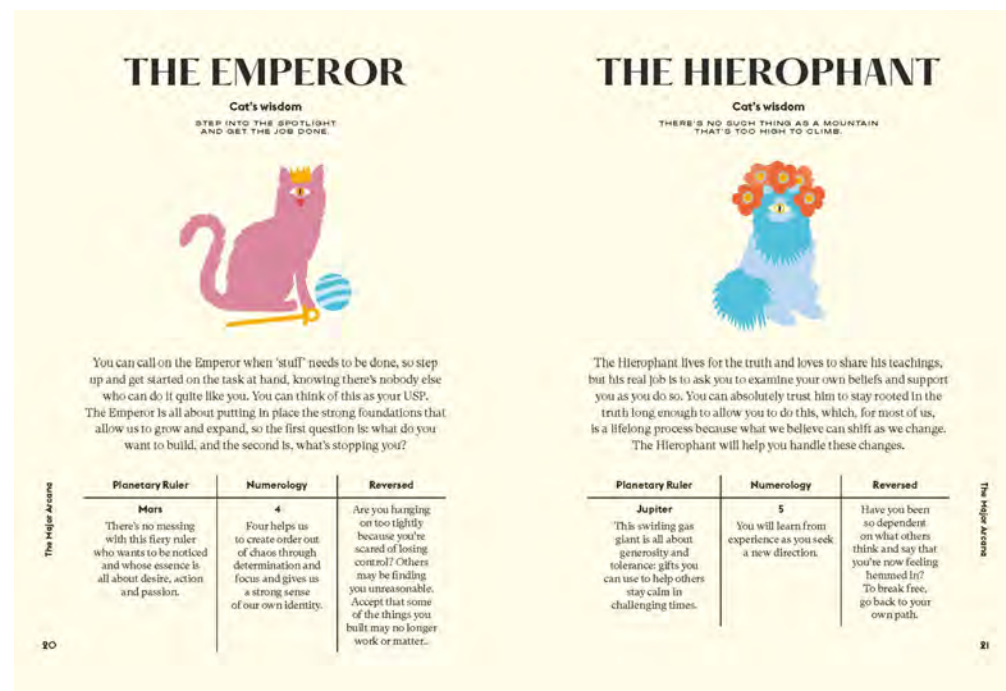 THE EMPEROR
Cat's wisdom
STEP INTO THE SPOTLIGHT
AND GET THE JOB DONE.
You can call on the Emperor when 'stuff' needs to be done, so step
up and get started on the task at hand, knowing there's nobody else
who can do it quite like you. You can think of this as your USP.
The Emperor is all about putting in place the strong foundations that
allow us to grow and expand, so the first question is: what do you
want to build, and the second is, what's stopping you?
Planetary Ruler
Mars
There's no messing
with this fiery ruler
who wants to be noticed
and whose essence is
all about desire, action
and passion.
Numerology
4
Four helps us
to create order out
of chaos through
determination and
focus and gives us
a strong sense
of our own identity.
Reversed
Are you hanging
on too tightly
because you're
scared of losing
control? Others
may be finding
you unreasonable.
Accept that some
of the things you
built may no longer
work or matter..
The Major Arcana
20
THE HIEROPHANT
Cat's wisdom
THERE'S NO SUCH THING AS A MOUNTAIN
THAT'S TOO HIGH TO CLIMB.
The Hierophant lives for the truth and loves to share his teachings,
but his real job is to ask you to examine your own beliefs and support
you as you do so. You can absolutely trust him to stay rooted in the
truth long enough to allow you to do this, which, for most of us,
is a lifelong process because what we believe can shift as we change.
The Hierophant will help you handle these changes.
Planetary Ruler
Jupiter
This swirling gas
giant is all about
generosity and
tolerance: gifts you
can use to help others
stay calm in
challenging times.
Numerology
5
You will learn from
experience as you seek
a new direction.
Reversed
Have you been
so dependent
on what others
think and say that
you're now feeling
hemmed in?
To break free,
go back to your
own path.
The Major Arcana
21